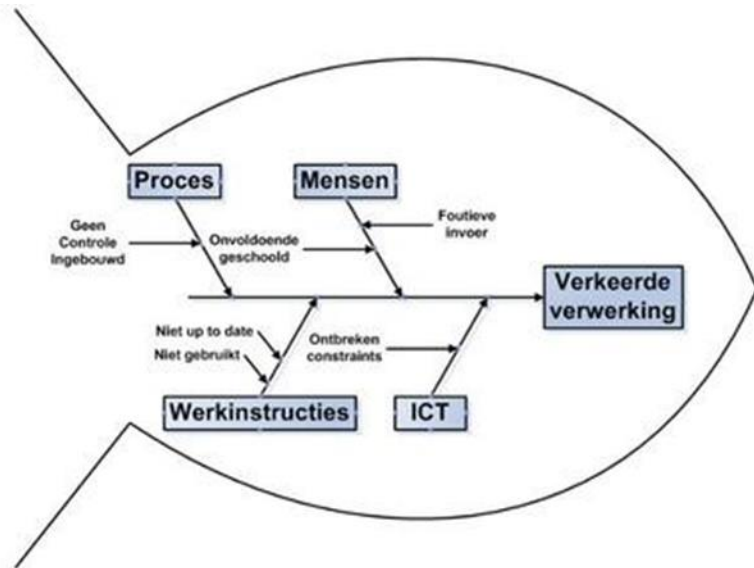 Proces
Mensen
Geen
Controle
Ingebouwd
Onvoldoende
geschoold
Foutieve
invoer
Verkeerde
verwerking
Niet up to date
Niet gebruikt
Ontbreken
constraints
Werkinstructies
ICT